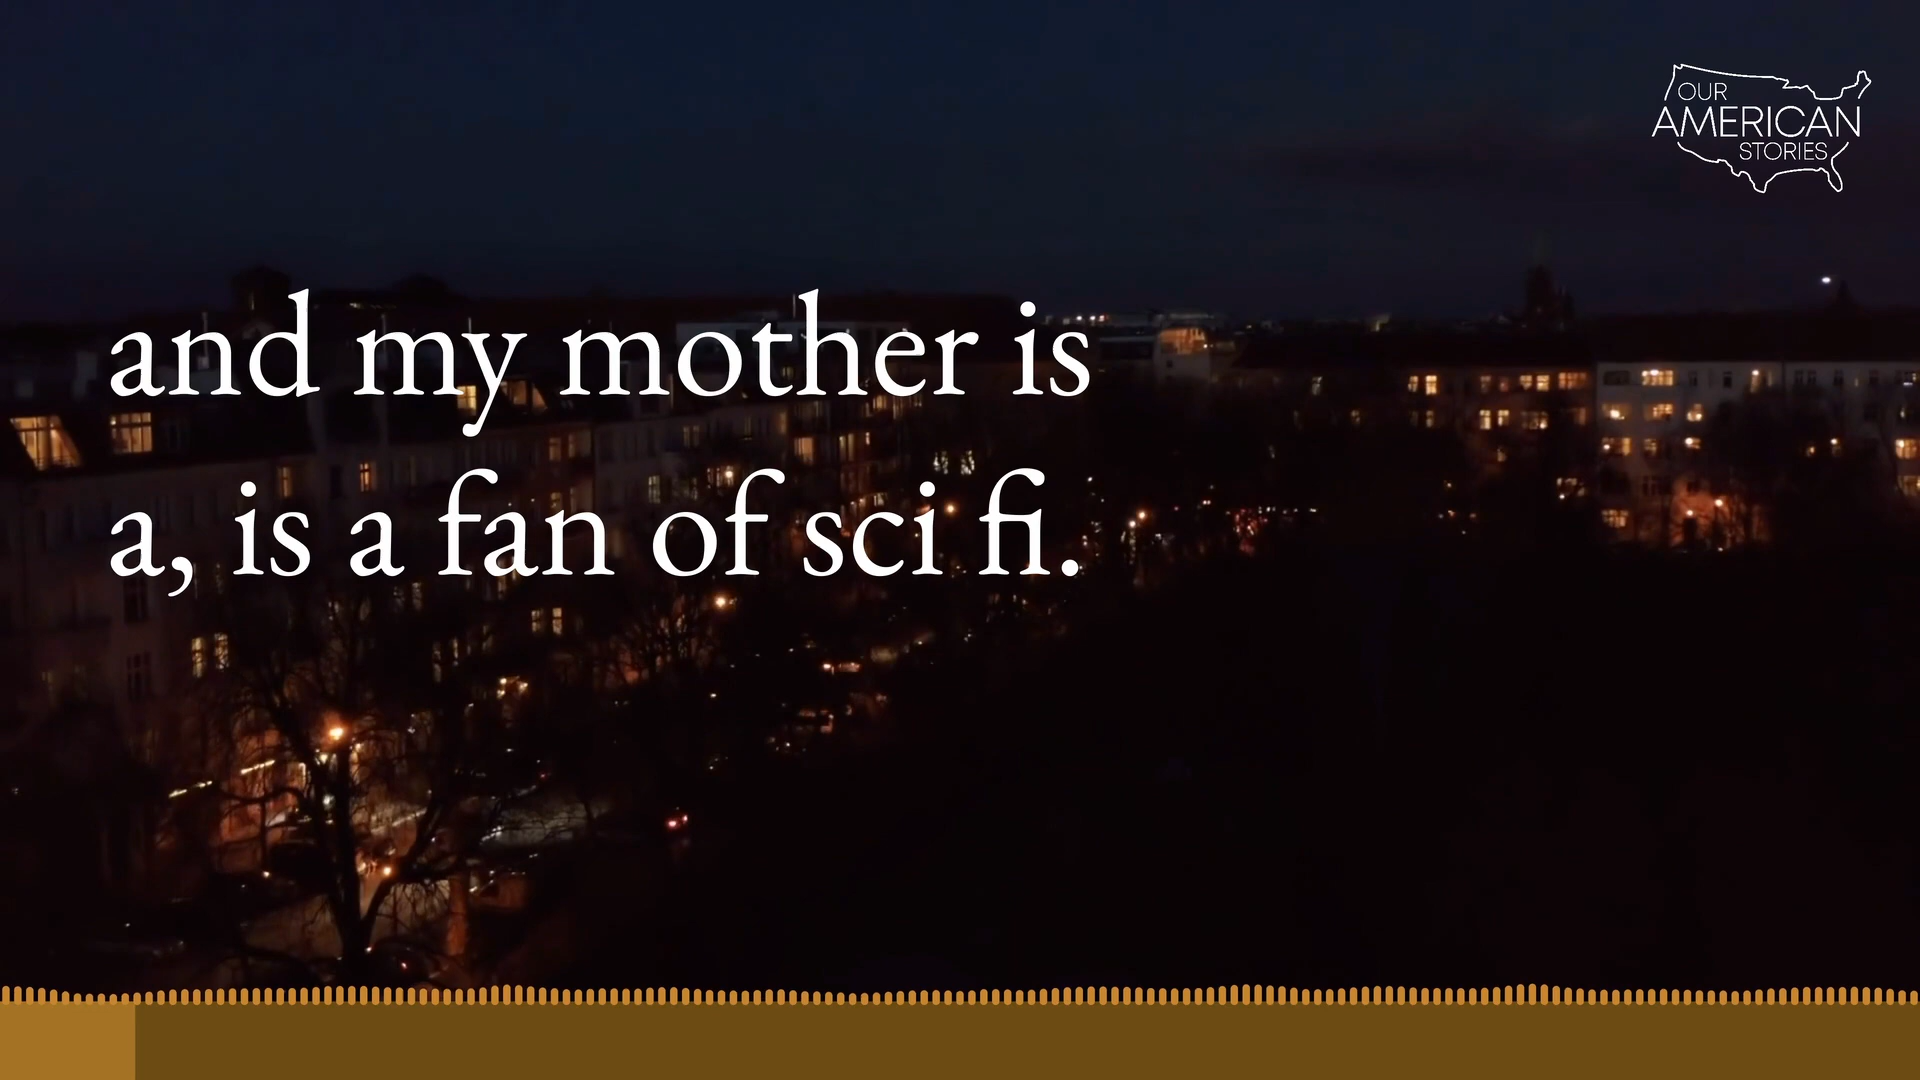 OUR
AMERICAN
STORIES
and my mother is
a, is a fan of sci fi.